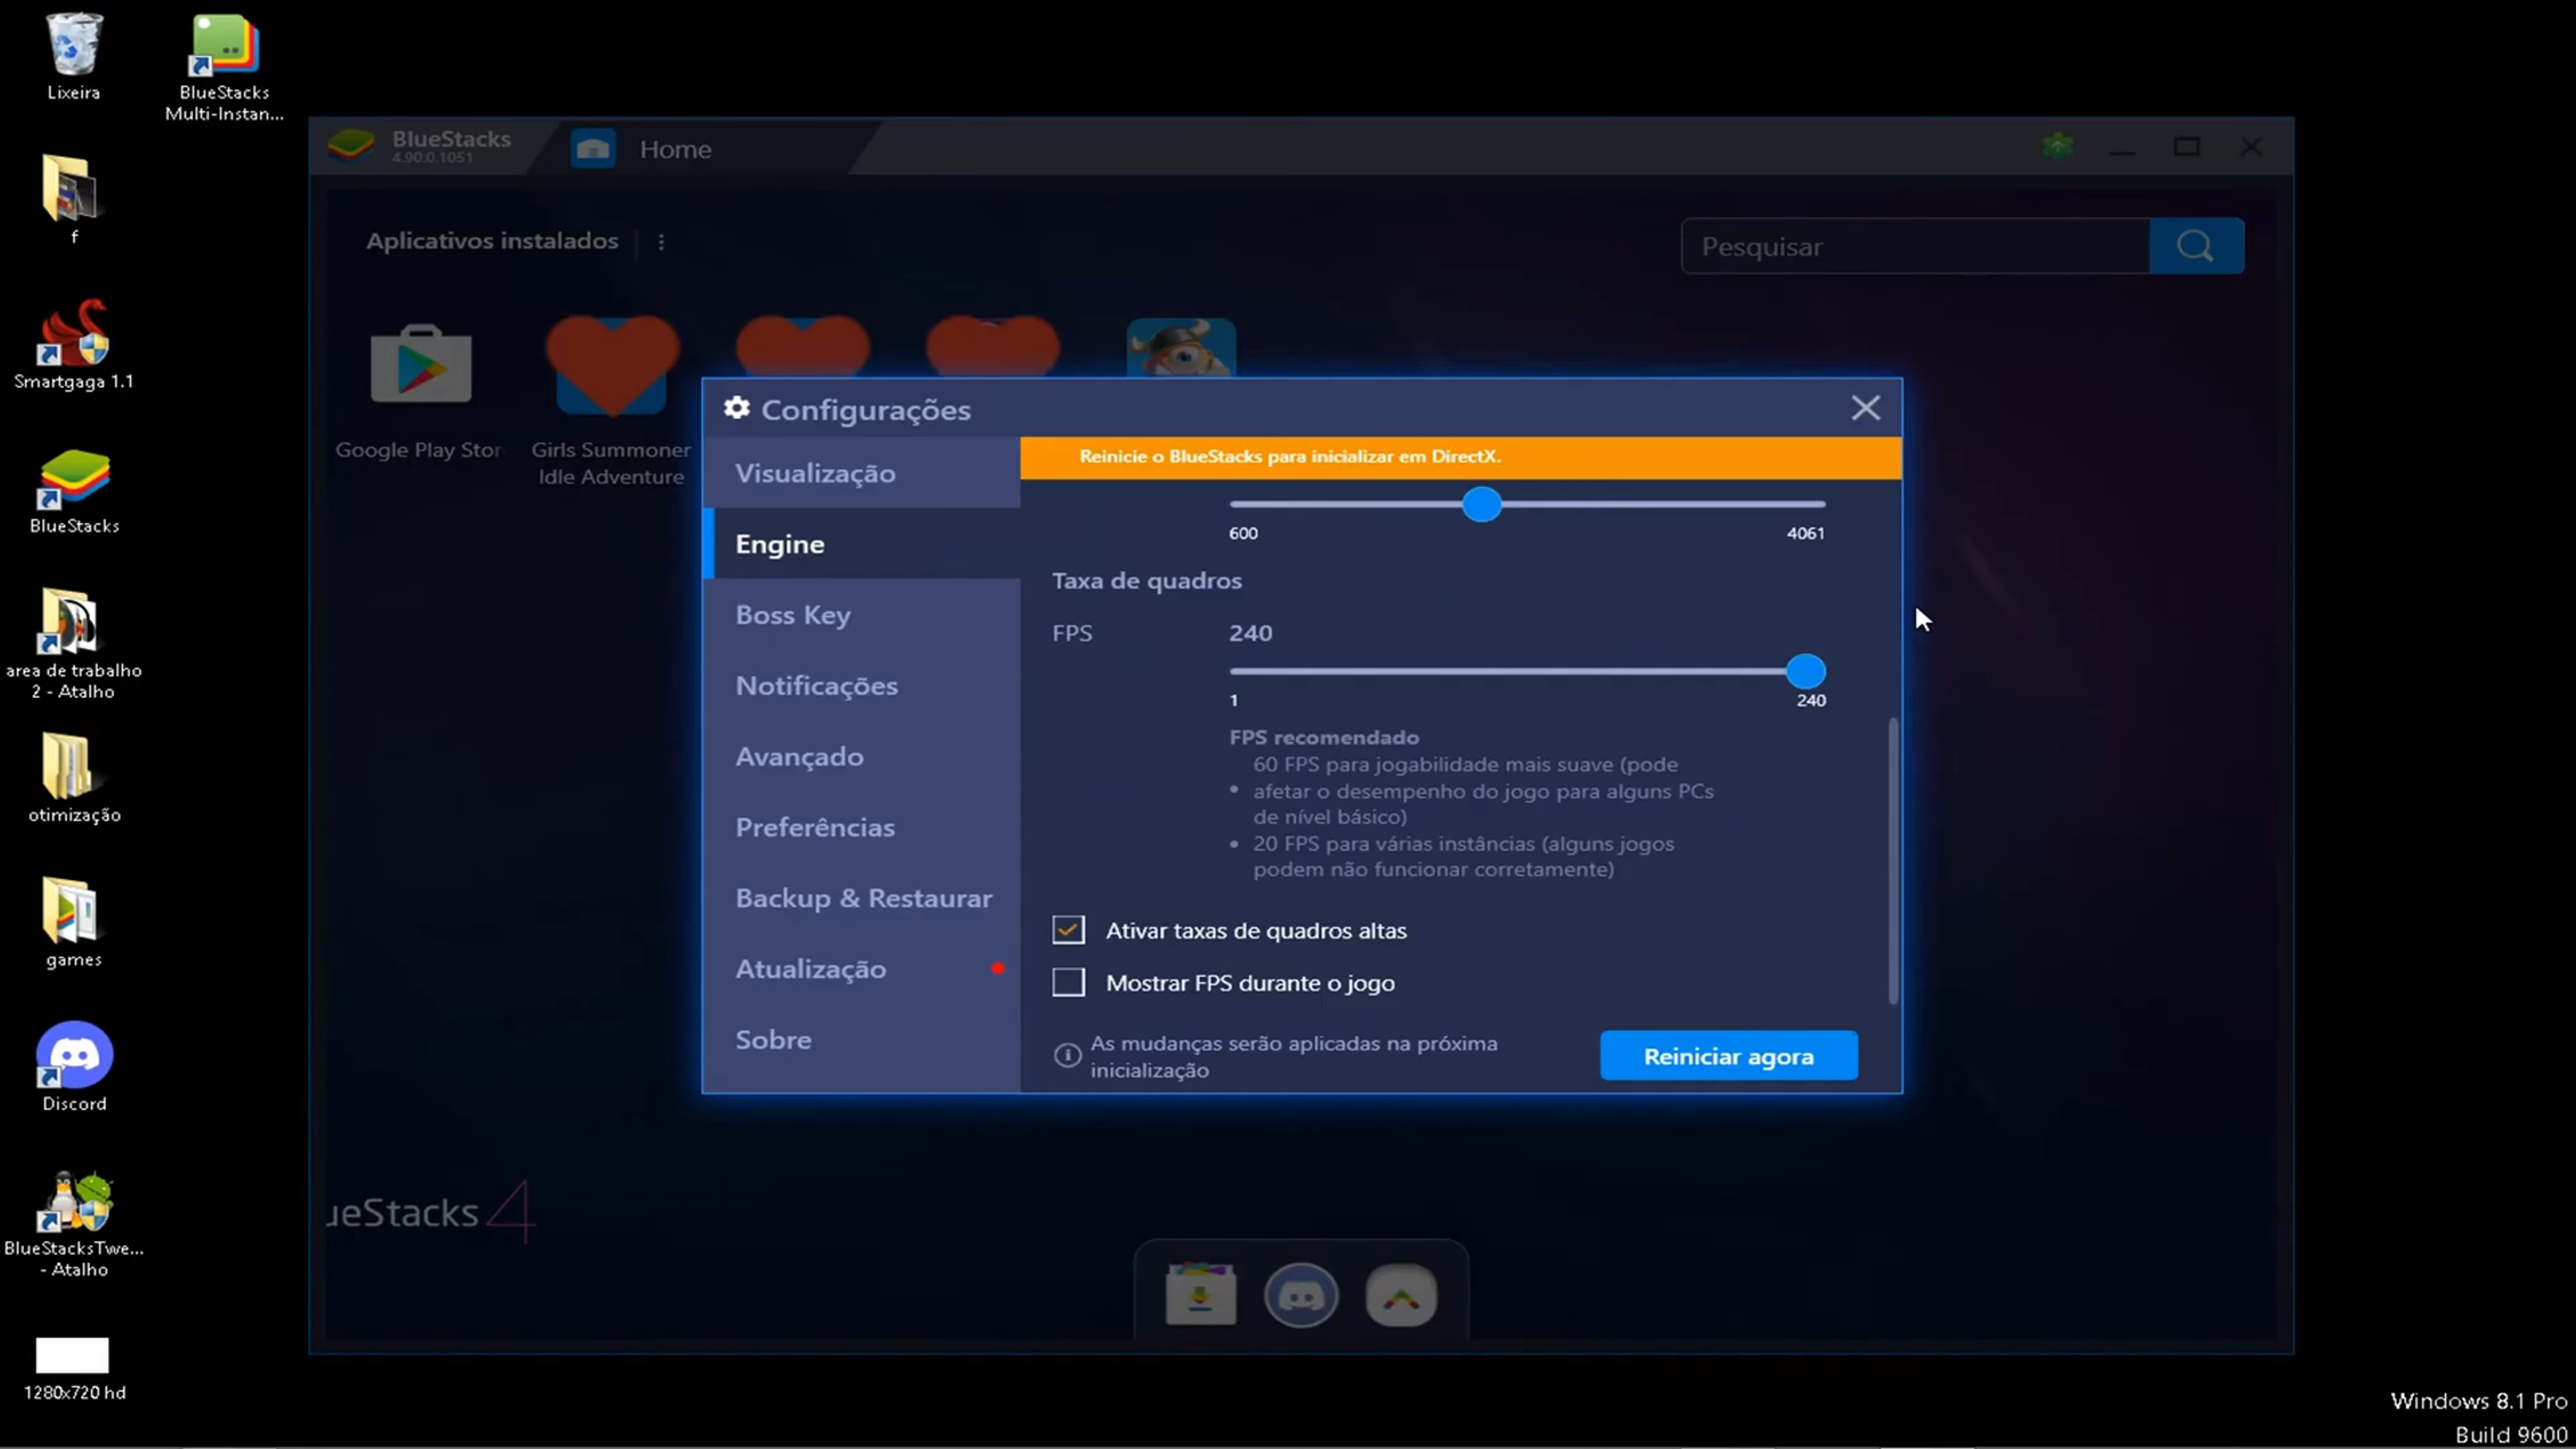 Lixeira
BlueStacks
Multi-Instan...
f
Smartgaga 1.1
BlueStacks
area de trabalho
2 - Atalho
otimização
games
Discord
BlueStacksTwe...
- Atalho
1280x720 hd
BlueStacks
4.90.0.1051
Home
Aplicativos instalados
Pesquisar
Google Play Stor
Girls Summoner
Idle Adventure
Configurações
Visualização
Engine
Boss Key
Notificações
Avançado
Preferências
Backup & Restaurar
Atualização
Sobre
Reinicie o BlueStacks para inicializar em DirectX.
600
4061
Taxa de quadros
FPS
240
1
240
FPS recomendado
60 FPS para jogabilidade mais suave (pode
• afetar o desempenho do jogo para alguns PCs
de nível básico)
• 20 FPS para várias instâncias (alguns jogos
podem não funcionar corretamente)
Ativar taxas de quadros altas
Mostrar FPS durante o jogo
As mudanças serão aplicadas na próxima
inicialização
Reiniciar agora
ueStacks 4
Windows 8.1 Pro
Build 9600